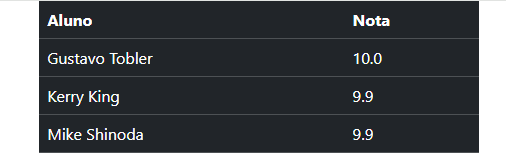 Aluno Nota
Gustavo Tobler 10.0
Kerry King 9.9
Mike Shinoda 9.9